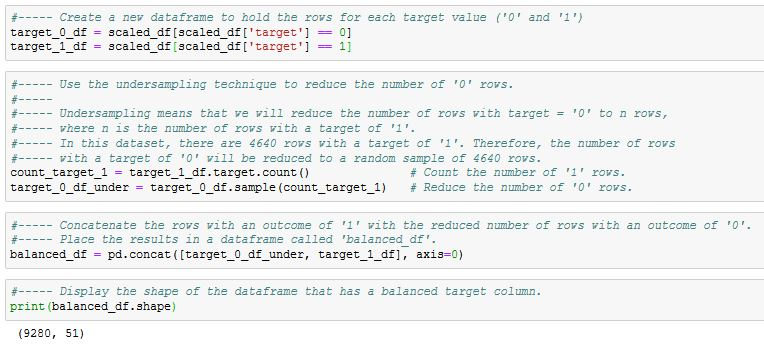 #----- Create a new dataframe to hold the rows for each target value ('0' and '1')
target_0_df = scaled_df[scaled_df['target'] == 0]
target_1_df = scaled_df[scaled_df['target'] == 1]
#----- Use the undersampling technique to reduce the number of '0' rows.
#-----
#----- Undersampling means that we will reduce the number of rows with target = '0' to n rows,
#----- where n is the number of rows with a target of '1'.
#----- In this dataset, there are 4640 rows with a target of '1'. Therefore, the number of rows
#----- with a target of '0' will be reduced to a random sample of 4640 rows.
count_target_1 = target_1_df.target.count() # Count the number of '1' rows.
target_0_df_under = target_0_df.sample(count_target_1) # Reduce the number of '0' rows.
#----- Concatenate the rows with an outcome of '1' with the reduced number of rows with an outcome of '0'.
#----- Place the results in a dataframe called 'balanced_df'.
balanced_df = pd.concat([target_0_df_under, target_1_df], axis=0)
#----- Display the shape of the dataframe that has a balanced target column.
print(balanced_df.shape)
(9280, 51)